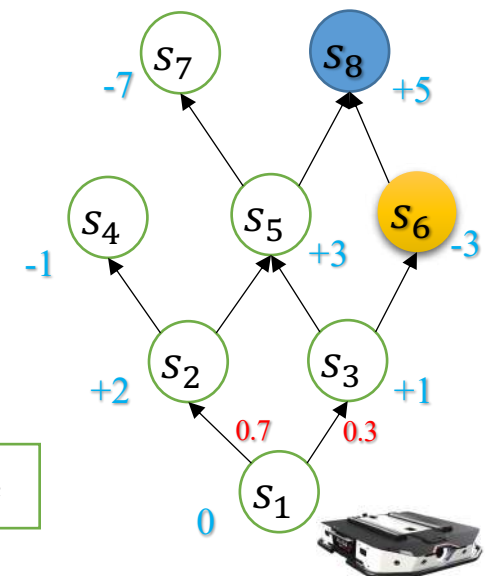 s₇ s₈
-7 +5
s₄ s₅ s₆
-1 +3 -3
s₂ s₃
+2 +1
0.7 0.3
s₁
0